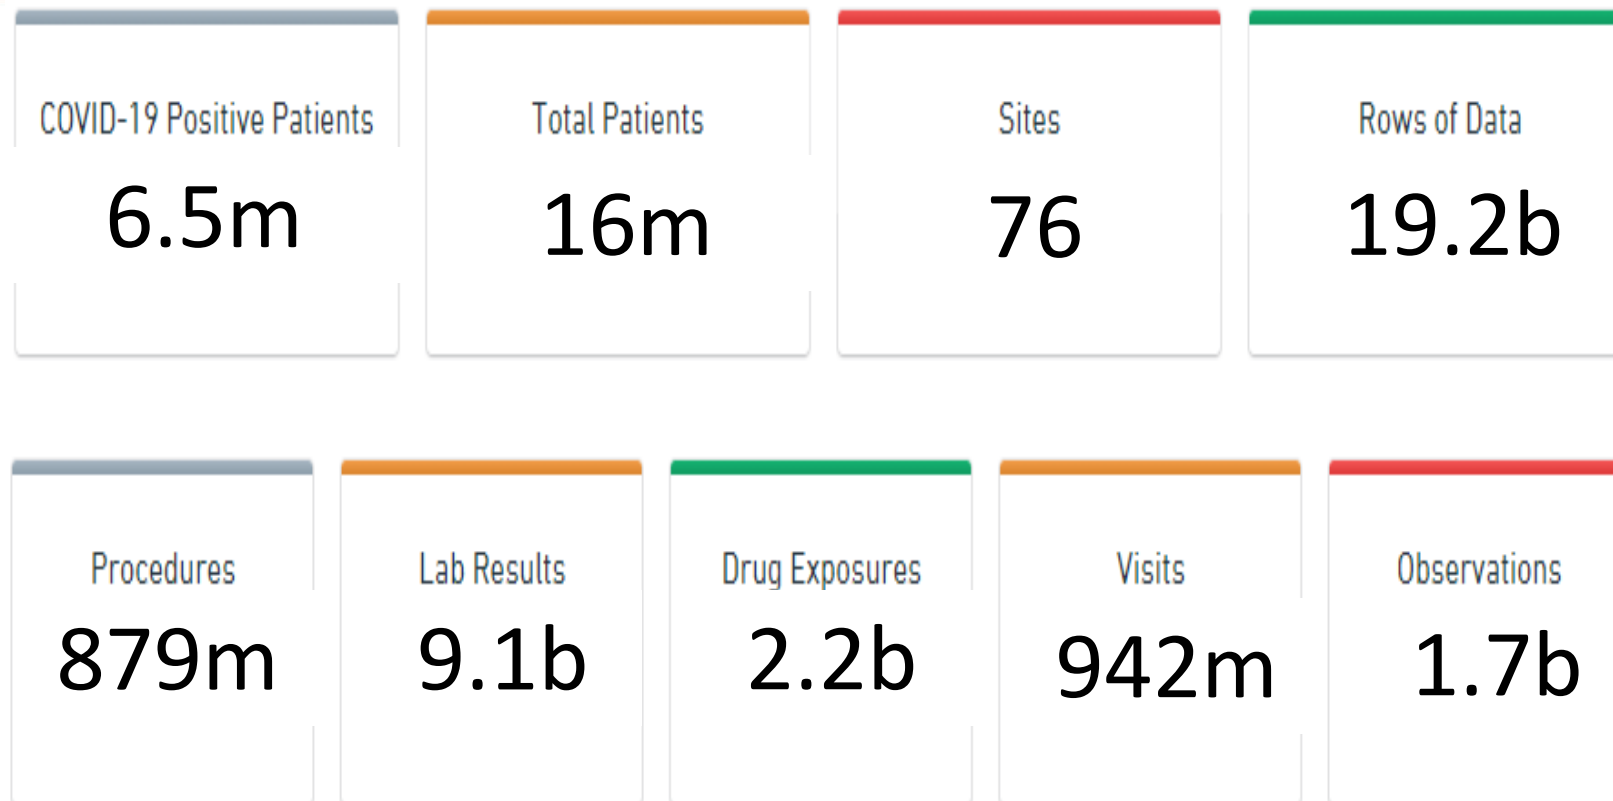 COVID-19 Positive Patients
6.5m
Total Patients
16m
Sites
76
Rows of Data
19.2b
Procedures
879m
Lab Results
9.1b
Drug Exposures
2.2b
Visits
942m
Observations
1.7b